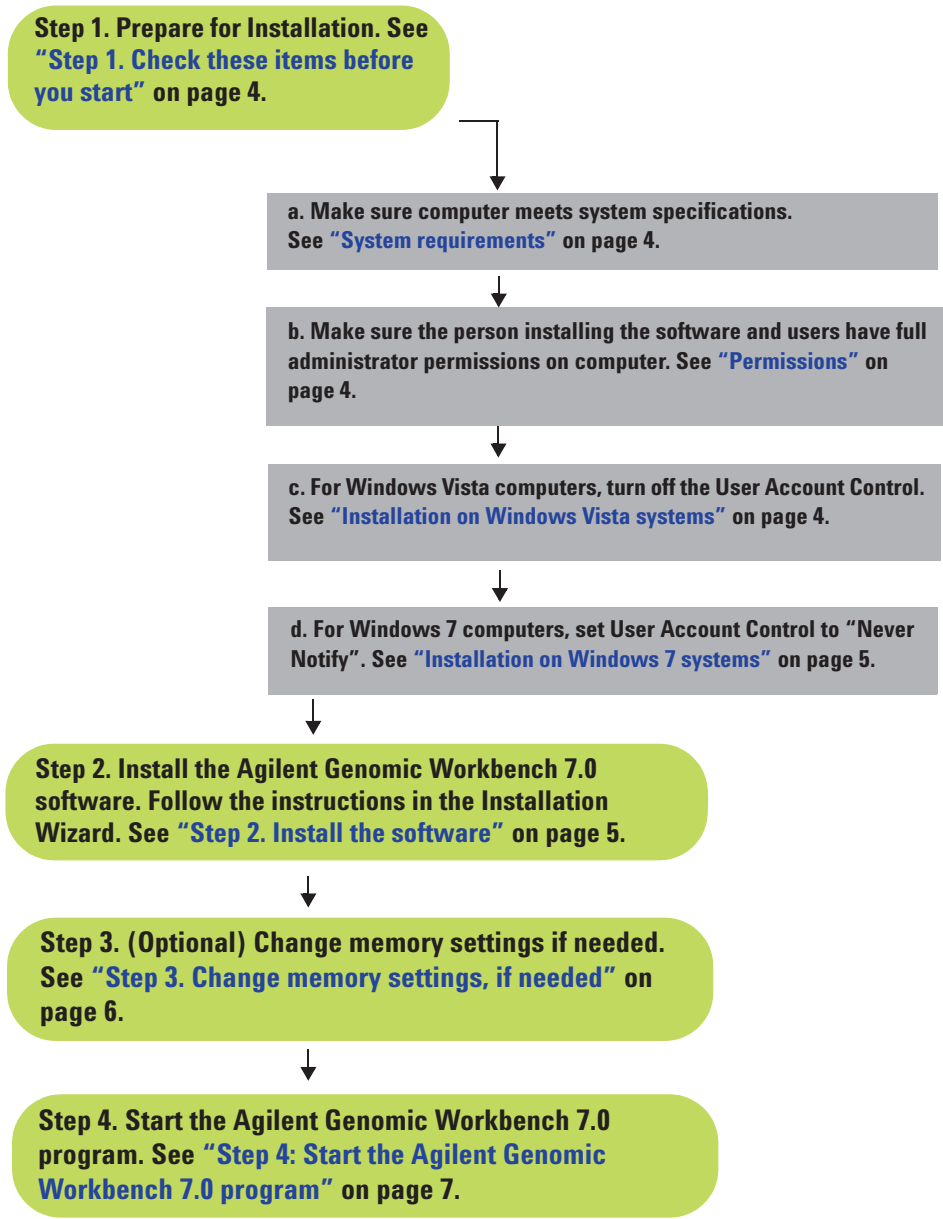 Step 1. Prepare for Installation. See
“Step 1. Check these items before
you start” on page 4.
a. Make sure computer meets system specifications.
See “System requirements” on page 4.
b. Make sure the person installing the software and users have full
administrator permissions on computer. See “Permissions” on
page 4.
c. For Windows Vista computers, turn off the User Account Control.
See “Installation on Windows Vista systems” on page 4.
d. For Windows 7 computers, set User Account Control to “Never
Notify”. See “Installation on Windows 7 systems” on page 5.
Step 2. Install the Agilent Genomic Workbench 7.0
software. Follow the instructions in the Installation
Wizard. See “Step 2. Install the software” on page 5.
Step 3. (Optional) Change memory settings if needed.
See “Step 3. Change memory settings, if needed” on
page 6.
Step 4. Start the Agilent Genomic Workbench 7.0
program. See “Step 4: Start the Agilent Genomic
Workbench 7.0 program” on page 7.